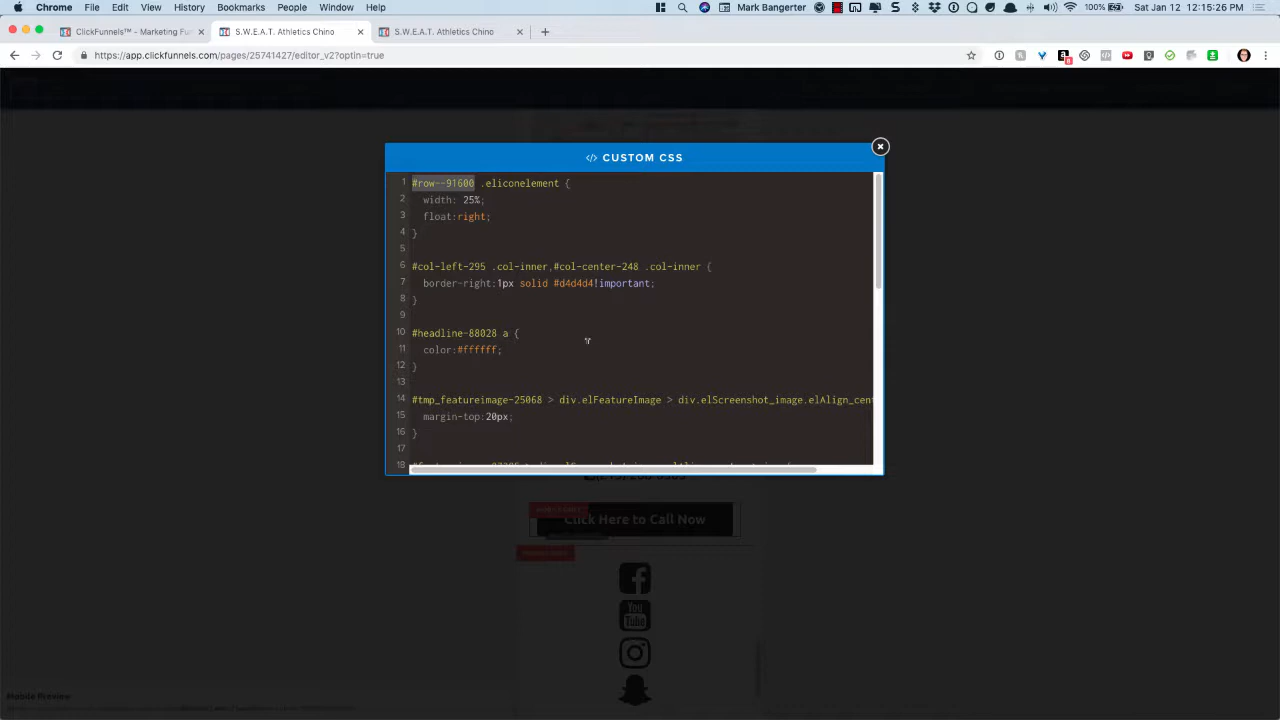 Chrome File Edit View History Bookmarks People Window Help
Mark Bangerter
100%
Sat Jan 12 12:15:26
ClickFunnels™ - Marketing Fu
S.W.E.A.T. Athletics Chino
S.W.E.A.T. Athletics Chino
https://app.clickfunnels.com/pages/25741427/editor_v2?optin=true
</> CUSTOM CSS
1 #row--91600 .eliconelement {
2 width: 25%;
3 float:right;
4 }
5
6 #col-left-295 .col-inner,#col-center-248 .col-inner {
7 border-right:1px solid #d4d4d4!important;
8 }
9
10 #headline-88028 a {
11 color:#ffffff;
12 }
13
14 #tmp_featureimage-25068 > div.elFeatureImage > div.elScreenshot_image.elAlign_cent
15 margin-top:20px;
16 }
17
18
Click Here to Call Now
You
Tube
Mobile Preview